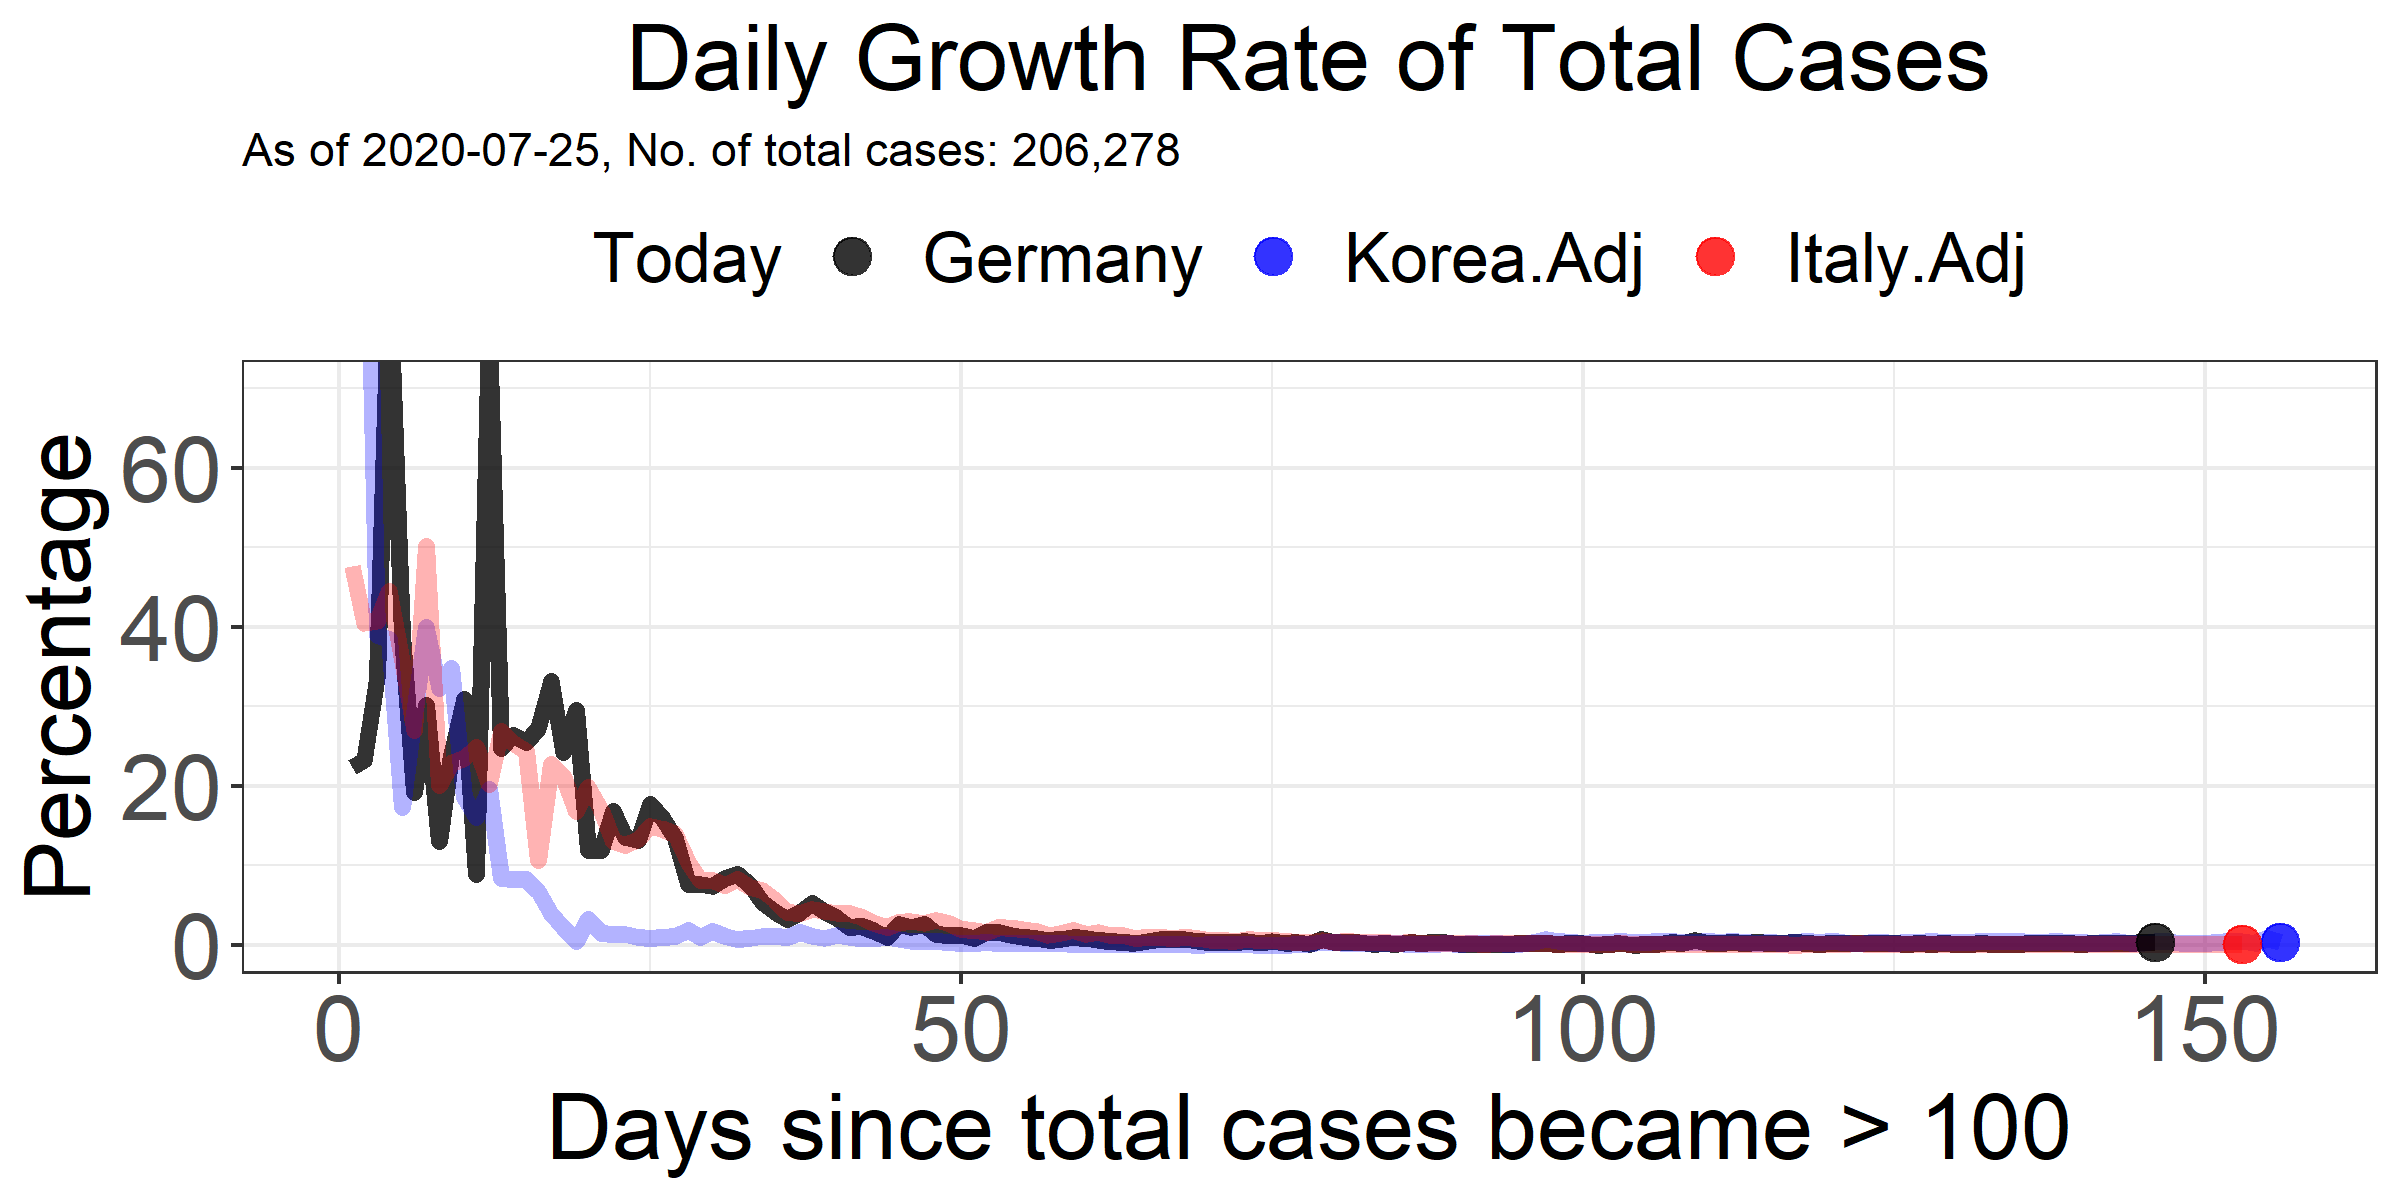 Daily Growth Rate of Total Cases
As of 2020-07-25, No. of total cases: 206,278
Today Germany Korea.Adj Italy.Adj
Percentage
60
40
20
0
0 50 100 150
Days since total cases became > 100